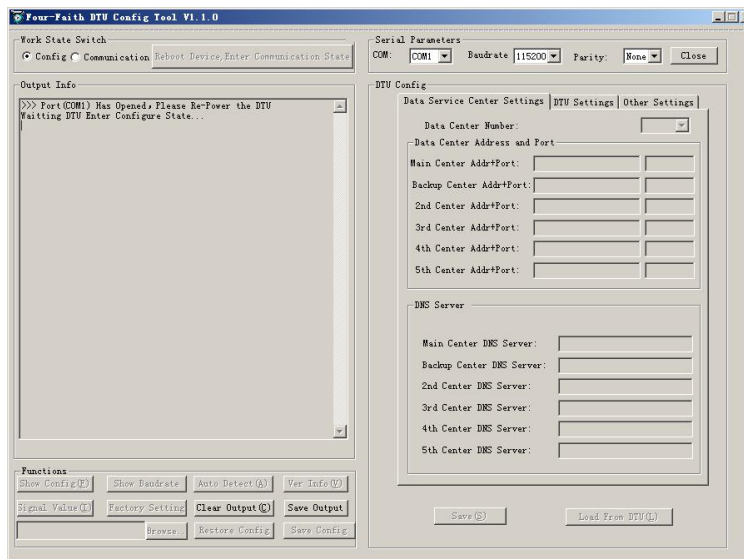 Four-Faith DTU Config Tool V1.1.0
Work State Switch
Config Communication Reboot Device,Enter Communication State
Serial Parameters
COM: COM1 Baudrate 115200 Parity: None Close
Output Info
>>> Port(COM1) Has Opened, Please Re-Power the DTU
Waitting DTU Enter Configure State...
DTU Config
Data Service Center Settings DTU Settings Other Settings
Data Center Number:
Data Center Address and Port
Main Center Addr+Port:
Backup Center Addr+Port:
2nd Center Addr+Port:
3rd Center Addr+Port:
4th Center Addr+Port:
5th Center Addr+Port:
DNS Server
Main Center DNS Server:
Backup Center DNS Server:
2nd Center DNS Server:
3rd Center DNS Server:
4th Center DNS Server:
5th Center DNS Server:
Save(S) Load From DTU(L)
Functions
Show Config(F) Show Baudrate Auto Detect(A) Ver Info(V)
Signal Value(I) Factory Setting Clear Output(C) Save Output
Browse.. Restore Config Save Config